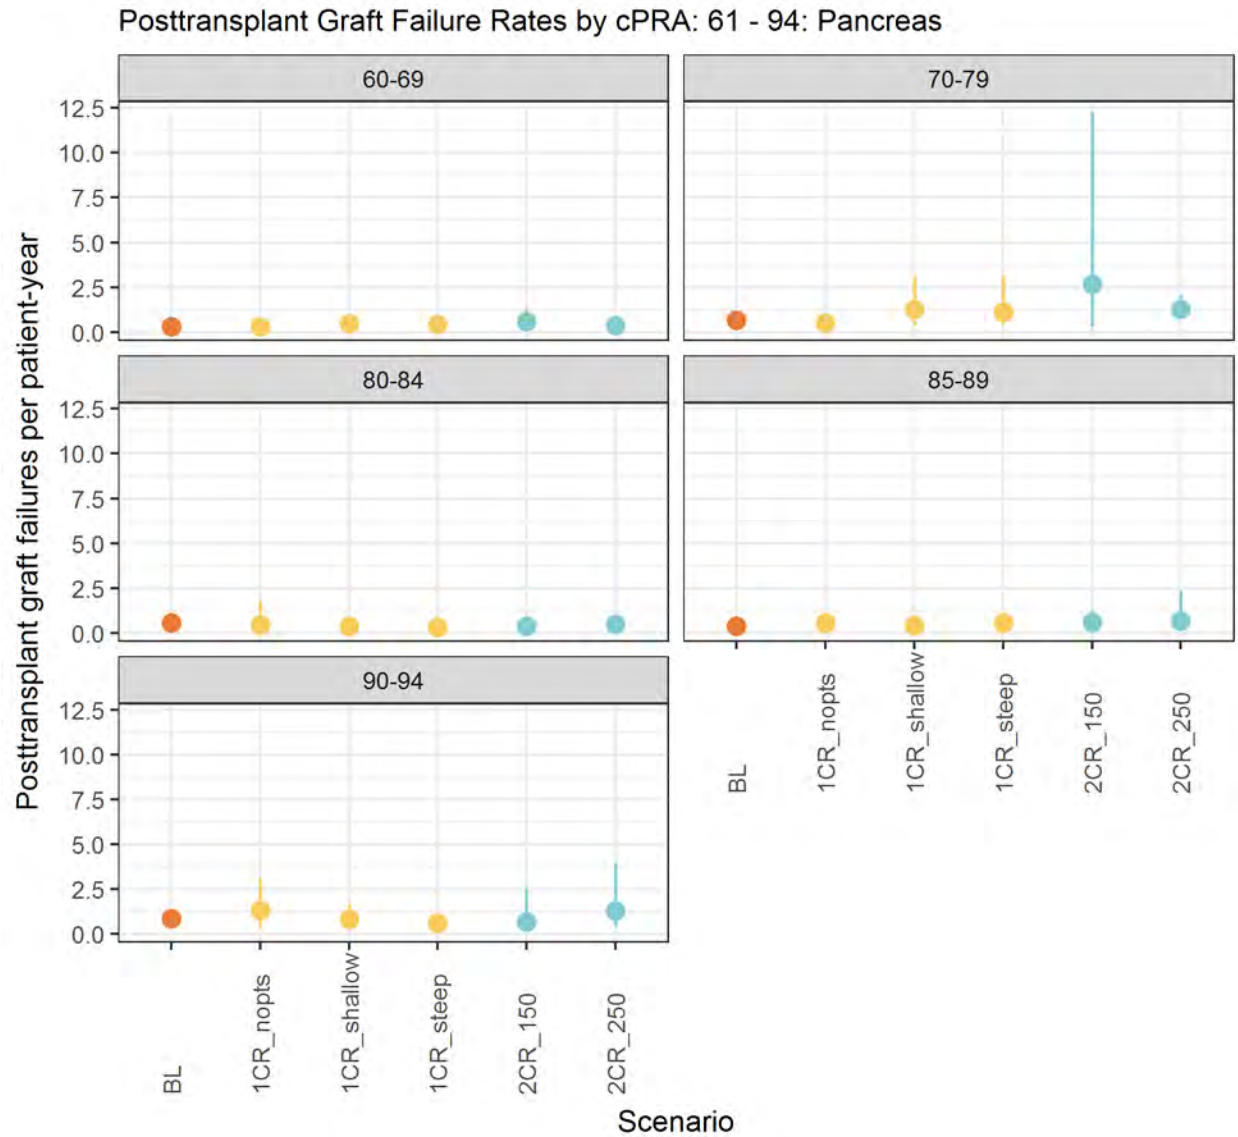 Posttransplant Graft Failure Rates by cPRA: 61 - 94: Pancreas
Posttransplant graft failures per patient-year
60-69
12.5
10.0
7.5
5.0
2.5
0.0
70-79
80-84
12.5
10.0
7.5
5.0
2.5
0.0
85-89
BL
1CR_nopts
1CR_shallow
1CR_steep
2CR_150
2CR_250
90-94
12.5
10.0
7.5
5.0
2.5
0.0
BL
1CR_nopts
1CR_shallow
1CR_steep
2CR_150
2CR_250
Scenario